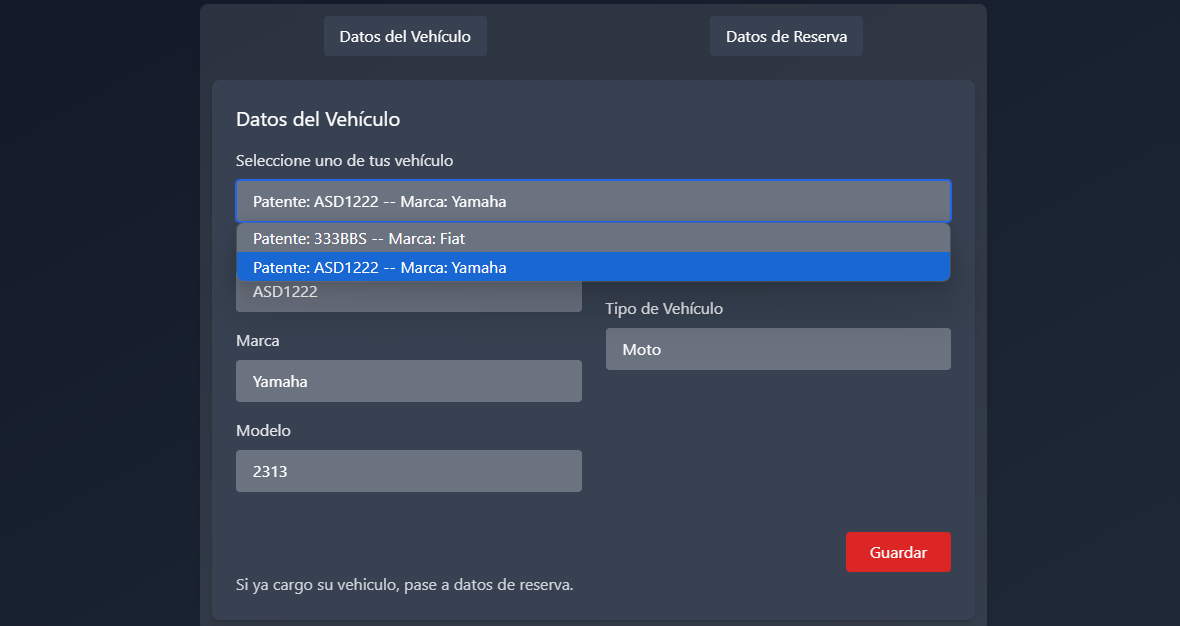 Datos del Vehículo
Datos de Reserva
Datos del Vehículo
Seleccione uno de tus vehículo
Patente: ASD1222 -- Marca: Yamaha
Patente: 333BBS -- Marca: Fiat
Patente: ASD1222 -- Marca: Yamaha
ASD1222
Tipo de Vehículo
Moto
Marca
Yamaha
Modelo
2313
Guardar
Si ya cargo su vehiculo, pase a datos de reserva.